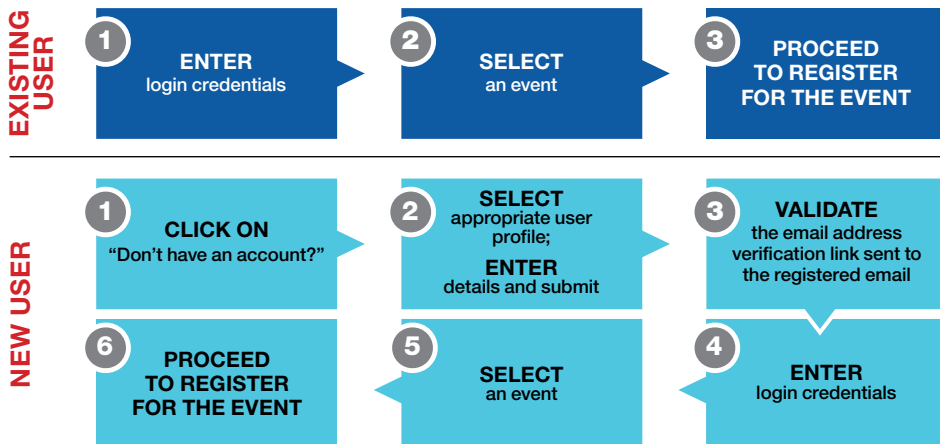 EXISTING
USER
1
ENTER
login credentials
2
SELECT
an event
3
PROCEED
TO REGISTER
FOR THE EVENT
NEW USER
1
CLICK ON
“Don’t have an account?”
2
SELECT
appropriate user
profile;
ENTER
details and submit
3
VALIDATE
the email address
verification link sent to
the registered email
4
ENTER
login credentials
5
SELECT
an event
6
PROCEED
TO REGISTER
FOR THE EVENT